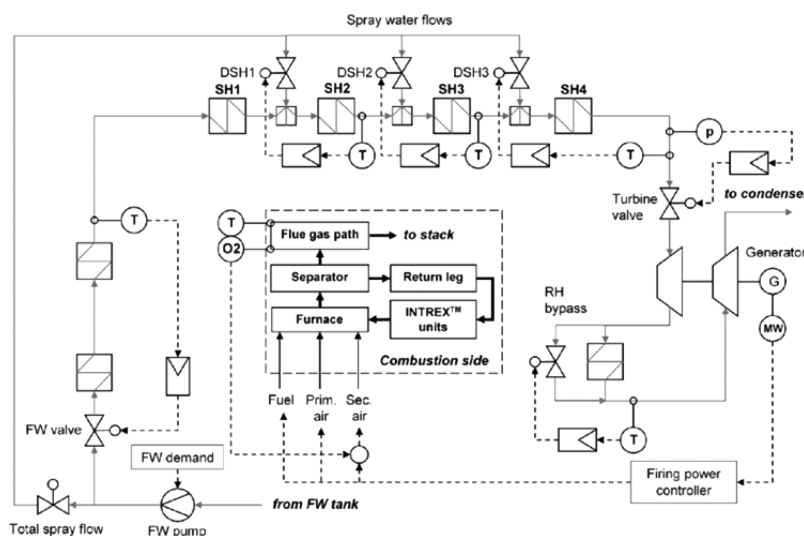 Spray water flows
DSH1
DSH2
DSH3
SH1
SH2
SH3
SH4
T
T
T
p
Turbine
valve
to condenser
T
T
O2
Flue gas path
to stack
Separator
Return leg
Furnace
INTREX™
units
Combustion side
Generator
G
MW
RH
bypass
T
Fuel
Prim.
air
Sec.
air
FW valve
FW demand
Firing power
controller
from FW tank
Total spray flow
FW pump